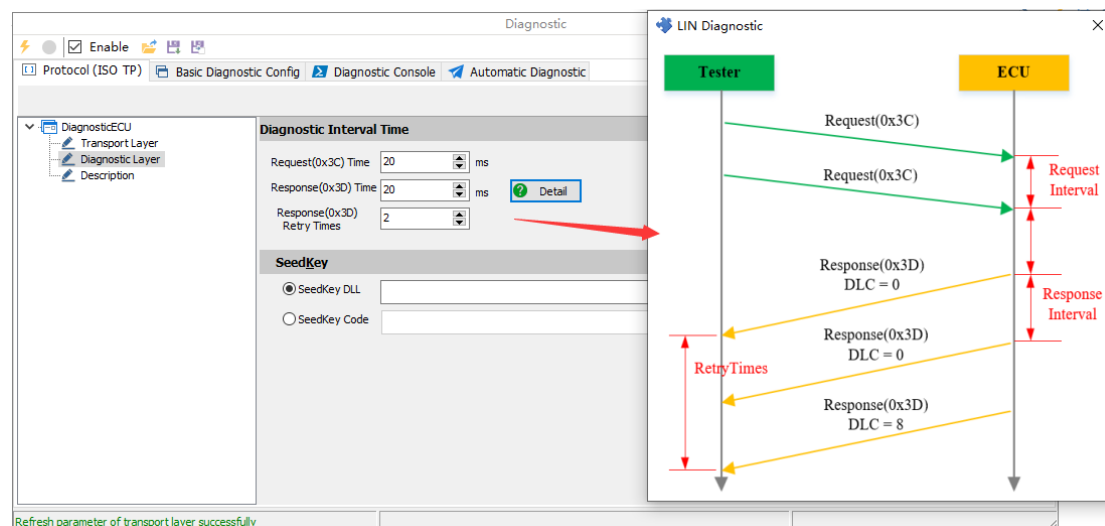 Diagnostic
Enable
Protocol (ISO TP)
Basic Diagnostic Config
Diagnostic Console
Automatic Diagnostic
DiagnosticECU
Transport Layer
Diagnostic Layer
Description
Diagnostic Interval Time
Request(0x3C) Time
20
ms
Response(0x3D) Time
20
ms
Detail
Response(0x3D)
Retry Times
2
SeedKey
SeedKey DLL
SeedKey Code
Refresh parameter of transport layer successfully
LIN Diagnostic
Tester
ECU
Request(0x3C)
Request(0x3C)
Request
Interval
Response(0x3D)
DLC = 0
Response
Interval
Response(0x3D)
DLC = 0
RetryTimes
Response(0x3D)
DLC = 8